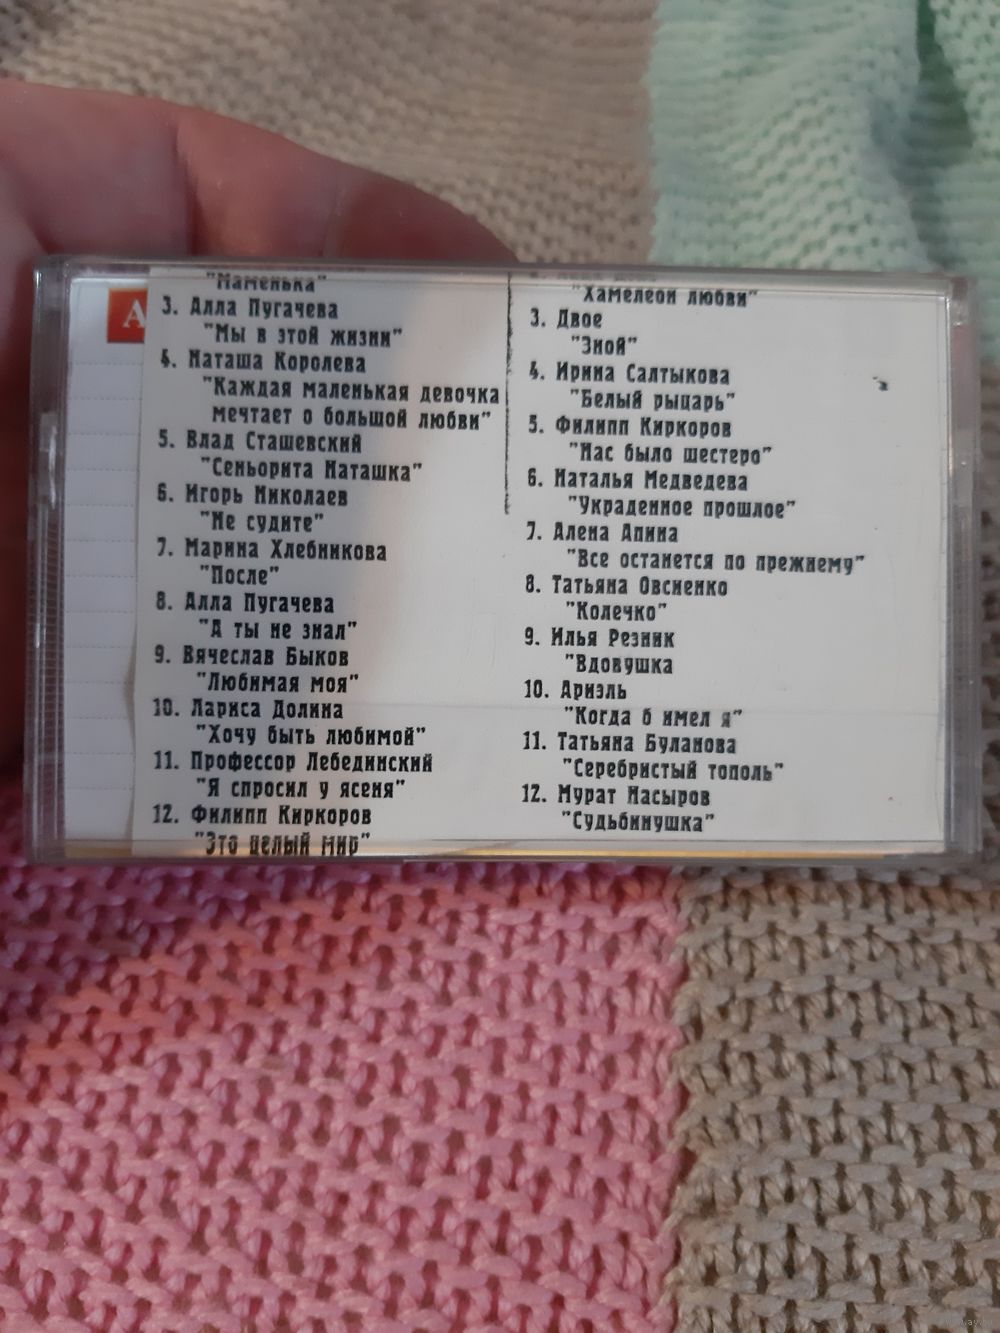 А
"Маменька"
3. Алла Пугачева
"Мы в этой жизни"
4. Наташа Королева
"Каждая маленькая девочка
мечтает о большой любви"
5. Влад Сташевский
"Сеньорита Наташка"
6. Игорь Николаев
"Не судите"
7. Марина Хлебникова
"После"
8. Алла Пугачева
"А ты не знал"
9. Вячеслав Быков
"Любимая моя"
10. Лариса Долина
"Хочу быть любимой"
11. Профессор Лебединский
"Я спросил у ясеня"
12. Филипп Киркоров
"Это целый мир"
"Хамелеон любви"
3. Двое
"Зной"
4. Ирина Салтыкова
"Белый рыцарь"
5. Филипп Киркоров
"Нас было шестеро"
6. Наталья Медведева
"Украденное прошлое"
7. Алена Апина
"Все останется по прежнему"
8. Татьяна Овсиенко
"Колечко"
9. Илья Резник
"Вдовушка
10. Ариэль
"Когда б имел я"
11. Татьяна Буланова
"Серебристый тополь"
12. Мурат Насыров
"Судьбинушка"